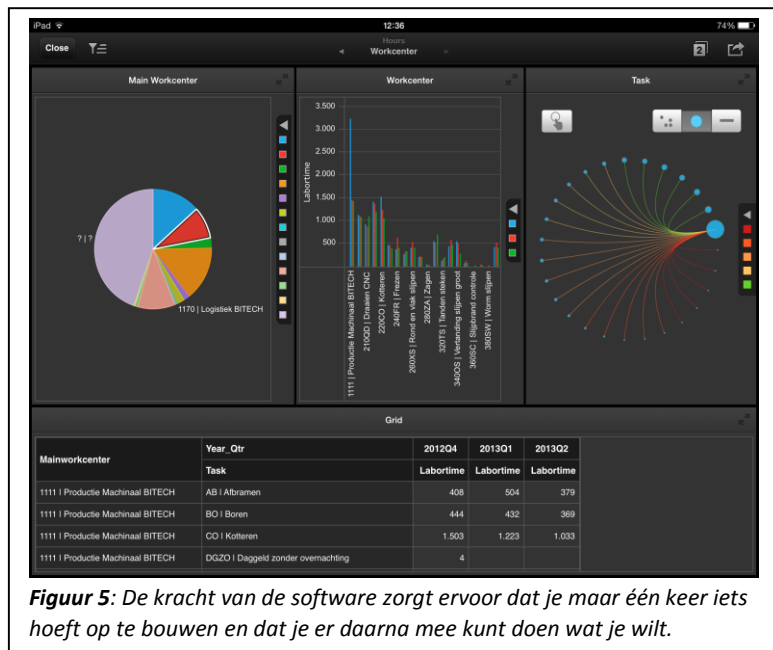 iPad
12:36
74%
Close
Hours
Workcenter
2
Main Workcenter
Workcenter
Task
? | ?
1170 | Logistiek BITECH
Labortime
3.500
3.000
2.500
2.000
1.500
1.000
500
1111 | Productie Machinaal BITECH
210QD | Draaien CNC
220CO | Kotteren
240FR | Frezen
260XS | Rond en vlak slijpen
280ZA | Zagen
320TS | Tanden steken
340OS | Vertanding slijpen groot
360SC | Slijpbrand controle
380SW | Worm slijpen
Grid
Mainworkcenter
Year_Qtr
2012Q4
2013Q1
2013Q2
Task
Labortime
Labortime
Labortime
1111 | Productie Machinaal BITECH AB | Afbramen 408 504 379
1111 | Productie Machinaal BITECH BO | Boren 444 432 369
1111 | Productie Machinaal BITECH CO | Kotteren 1.503 1.223 1.033
1111 | Productie Machinaal BITECH DGZO | Daggeld zonder overnachting 4
Figuur 5: De kracht van de software zorgt ervoor dat je maar één keer iets
hoeft op te bouwen en dat je er daarna mee kunt doen wat je wilt.